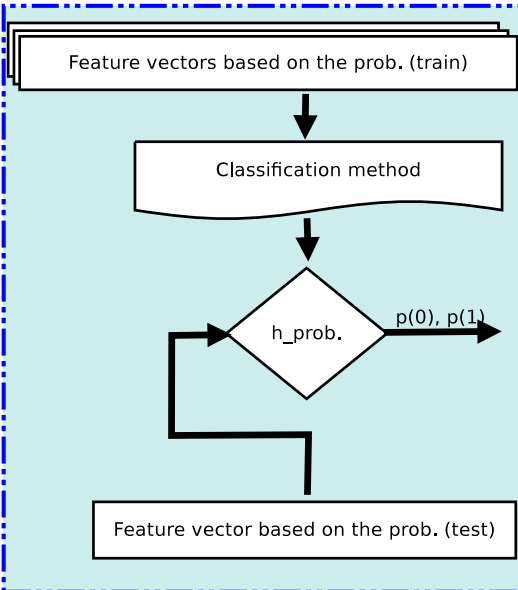 Feature vectors based on the prob. (train)
Classification method
p(0), p(1)
h_prob.
Feature vector based on the prob. (test)